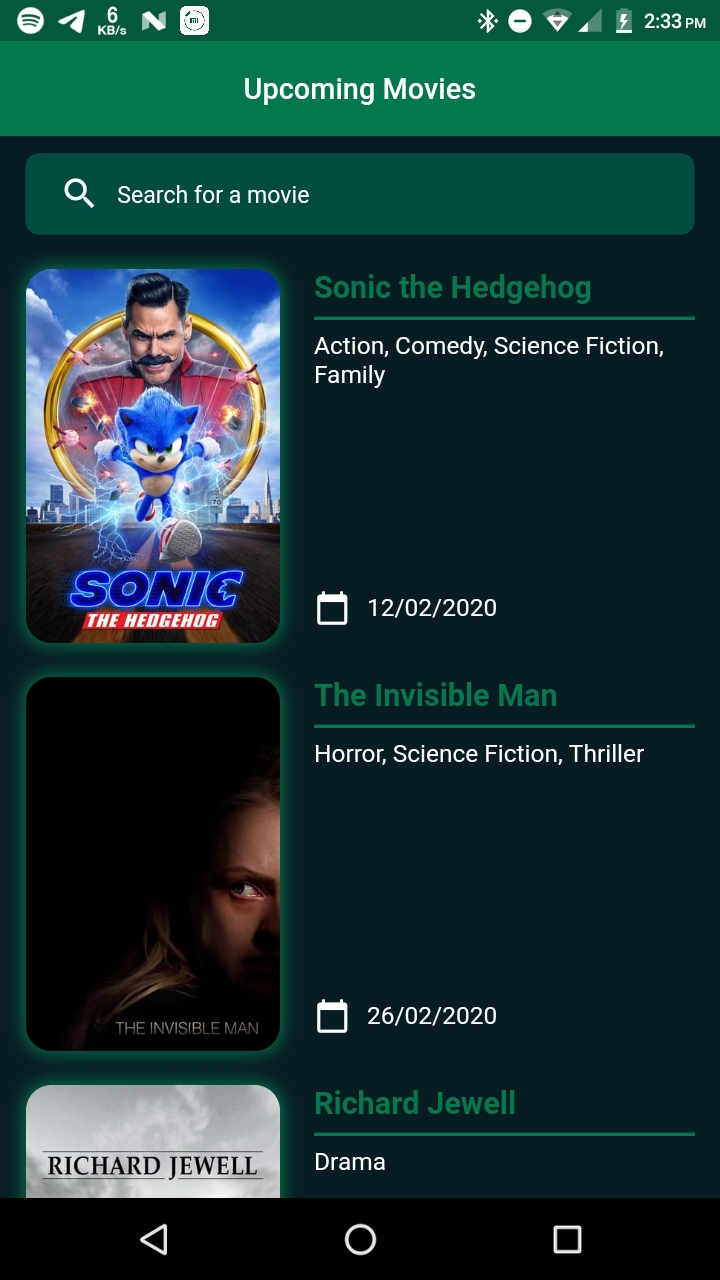 6
KB/s
mi
2:33 PM
Upcoming Movies
Search for a movie
Sonic the Hedgehog
Action, Comedy, Science Fiction,
Family
70
SONIC
THE HEDGEHOG
12/02/2020
The Invisible Man
Horror, Science Fiction, Thriller
THE INVISIBLE MAN
26/02/2020
Richard Jewell
RICHARD JEWELL
Drama